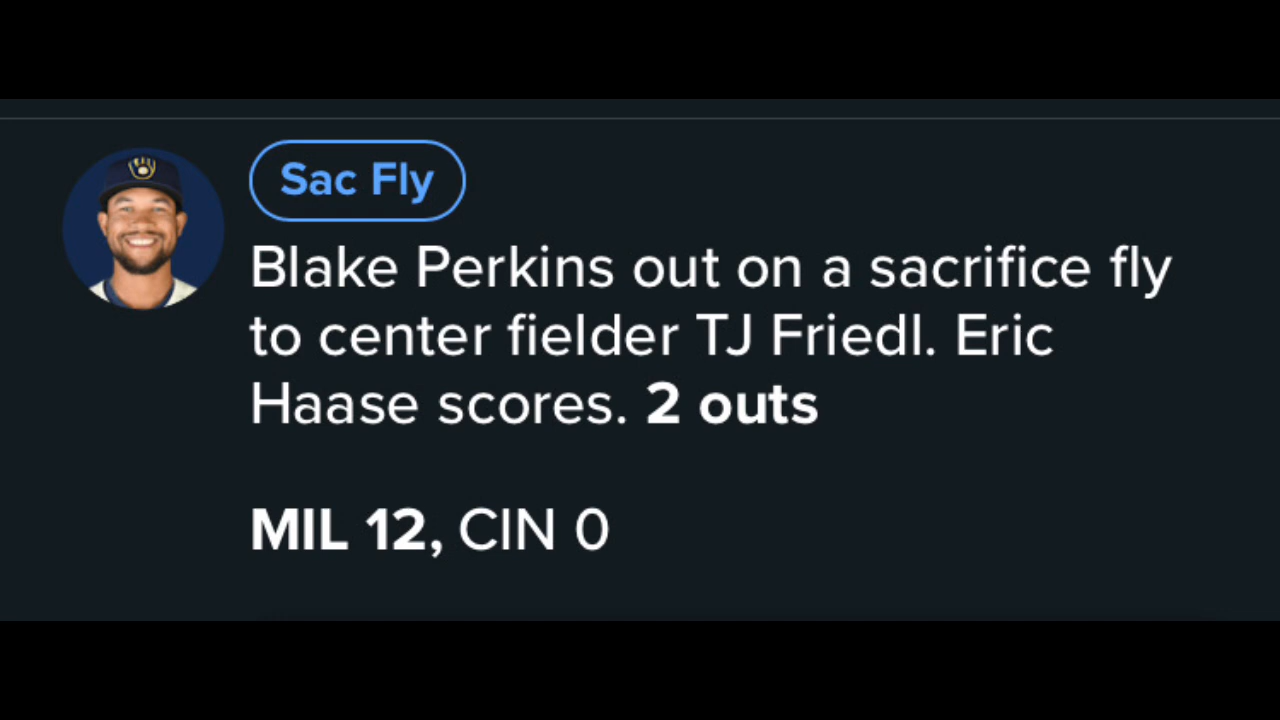 Sac Fly
Blake Perkins out on a sacrifice fly
to center fielder TJ Friedl. Eric
Haase scores. 2 outs
MIL 12, CIN 0